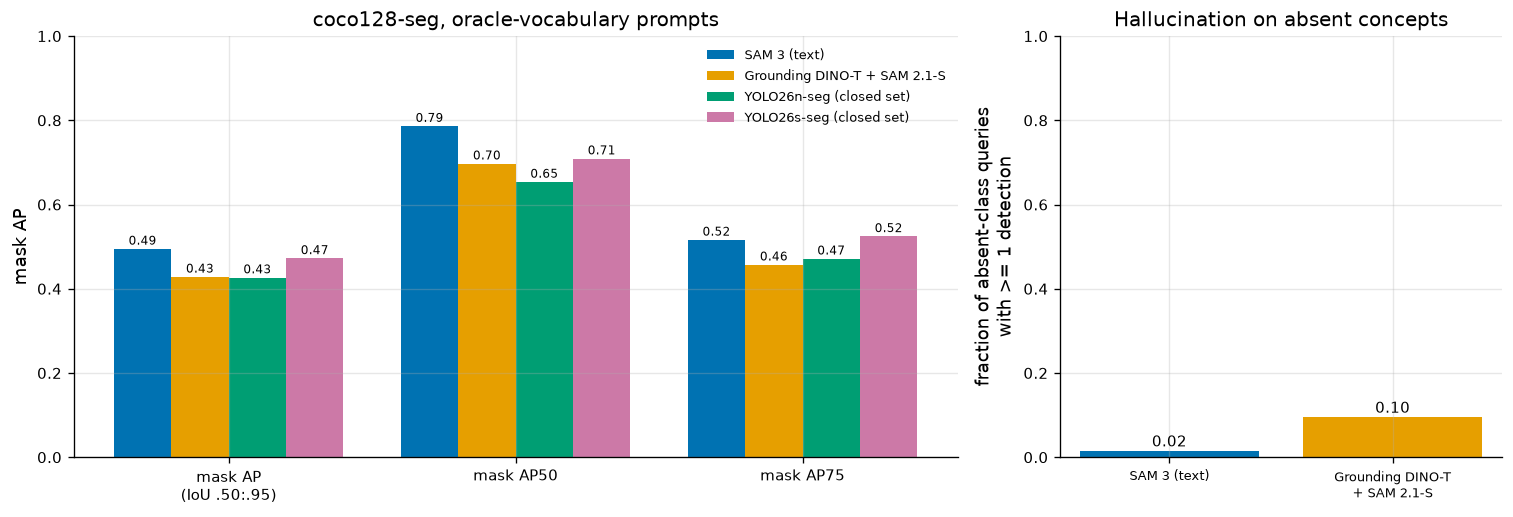 coco128-seg, oracle-vocabulary prompts
mask AP
1.0
0.8
0.6
0.4
0.2
0.0
SAM 3 (text)
Grounding DINO-T + SAM 2.1-S
YOLO26n-seg (closed set)
YOLO26s-seg (closed set)
0.49
0.43
0.43
0.47
0.79
0.70
0.65
0.71
0.52
0.46
0.47
0.52
mask AP
(IoU .50:.95)
mask AP50
mask AP75
Hallucination on absent concepts
fraction of absent-class queries
with >= 1 detection
1.0
0.8
0.6
0.4
0.2
0.0
0.02
0.10
SAM 3 (text)
Grounding DINO-T
+ SAM 2.1-S